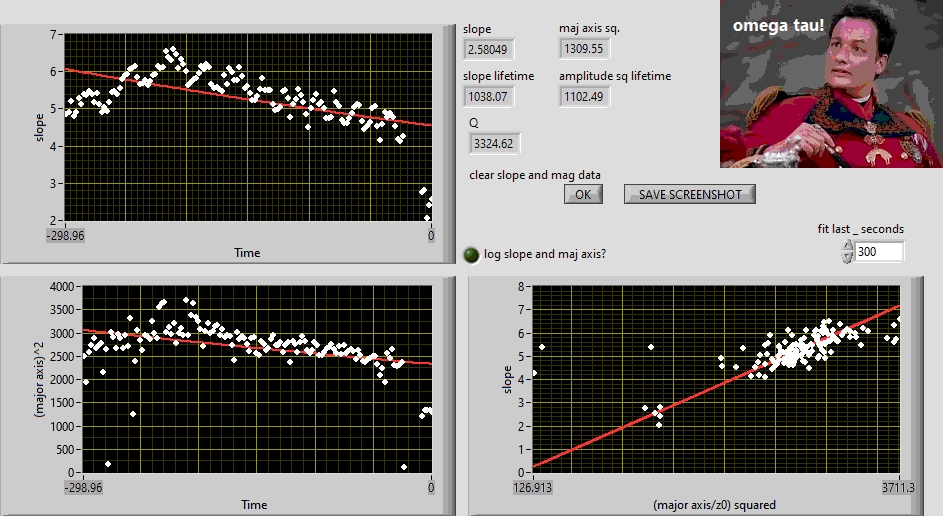 omega tau!
7
6
5
4
3
2
slope
-298.96
0
Time
slope
2.58049
maj axis sq.
1309.55
slope lifetime
1038.07
amplitude sq lifetime
1102.49
Q
3324.62
clear slope and mag data
OK
SAVE SCREENSHOT
log slope and maj axis?
fit last _ seconds
300
4000
3500
3000
2500
2000
1500
1000
500
0
(major axis)^2
-298.96
0
Time
8
7
6
5
4
3
2
1
0
slope
126.913
3711.3
(major axis/z0) squared